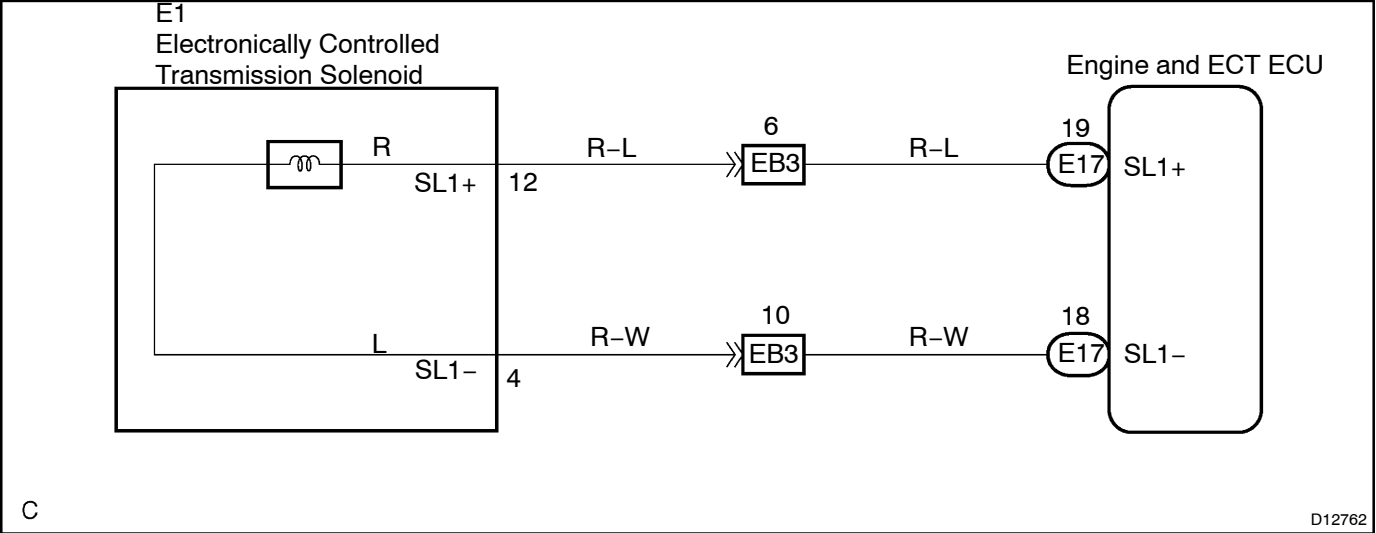 E1
Electronically Controlled
Transmission Solenoid
Engine and ECT ECU
R
R−L
6
EB3
R−L
19
E17
SL1+
SL1+
12
L
R−W
10
EB3
R−W
18
E17
SL1−
SL1−
4
C
D12762